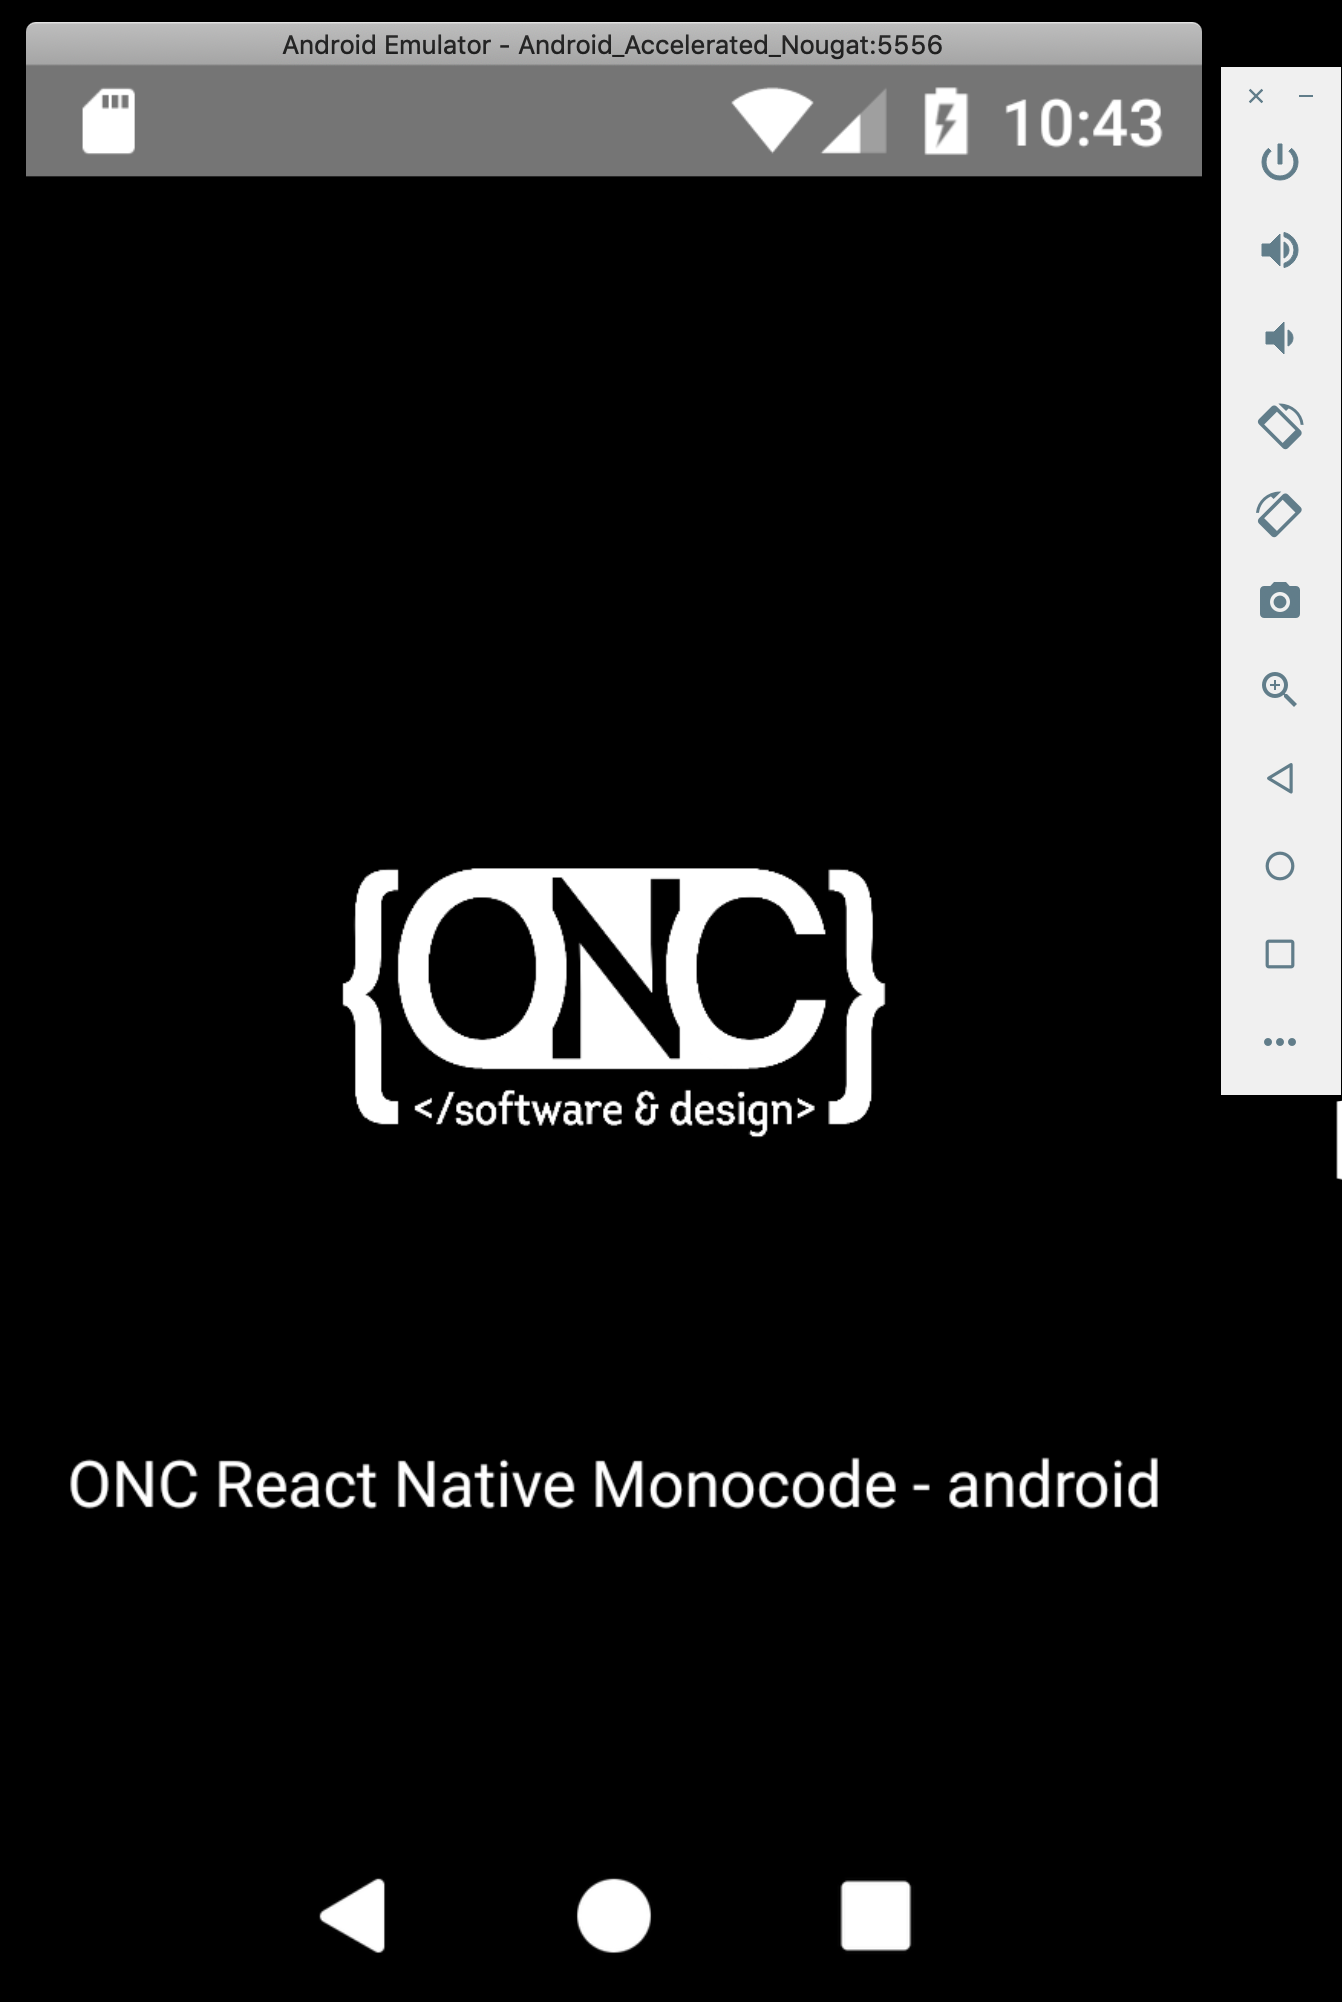 Android Emulator - Android_Accelerated_Nougat:5556
10:43
{ONC}
</software & design>
ONC React Native Monocode - android